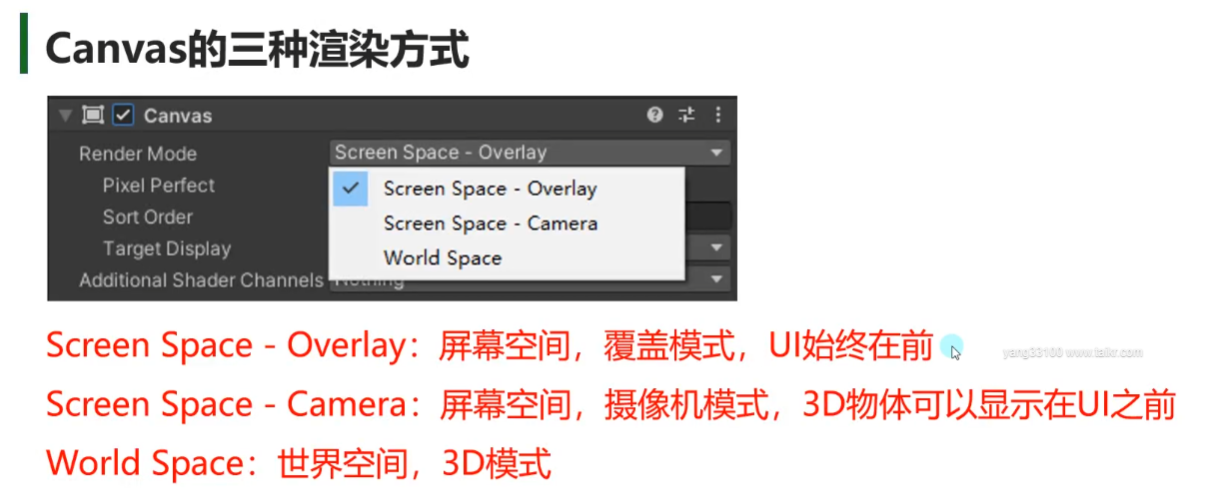 Canvas的三种渲染方式
Canvas
Render Mode
Screen Space - Overlay
Screen Space - Overlay
Pixel Perfect
Screen Space - Camera
Sort Order
World Space
Target Display
Additional Shader Channels
Nothing
Screen Space - Overlay：屏幕空间，覆盖模式，UI始终在前
yang33100 www.taikr.com
Screen Space - Camera：屏幕空间，摄像机模式，3D物体可以显示在UI之前
World Space：世界空间，3D模式